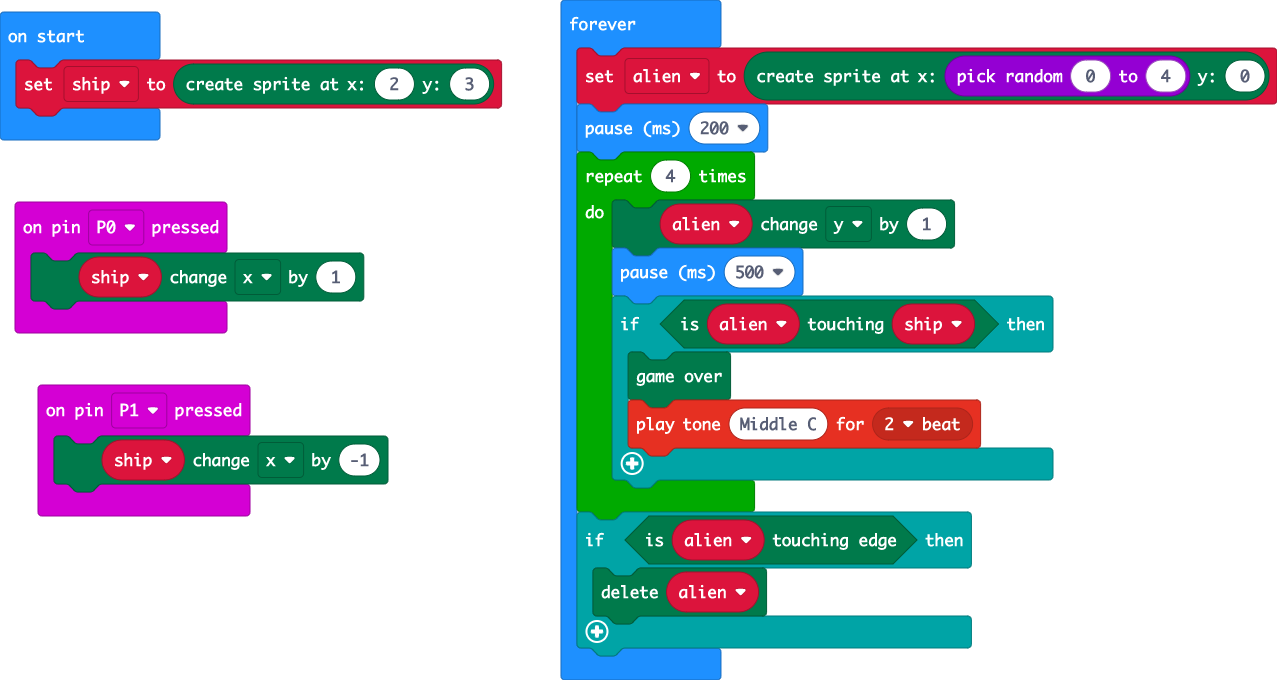 on start
set ship to create sprite at x: 2 y: 3
on pin P0 pressed
ship change x by 1
on pin P1 pressed
ship change x by -1
forever
set alien to create sprite at x: pick random 0 to 4 y: 0
pause (ms) 200
repeat 4 times
do alien change y by 1
pause (ms) 500
if is alien touching ship then
game over
play tone Middle C for 2 beat
if is alien touching edge then
delete alien